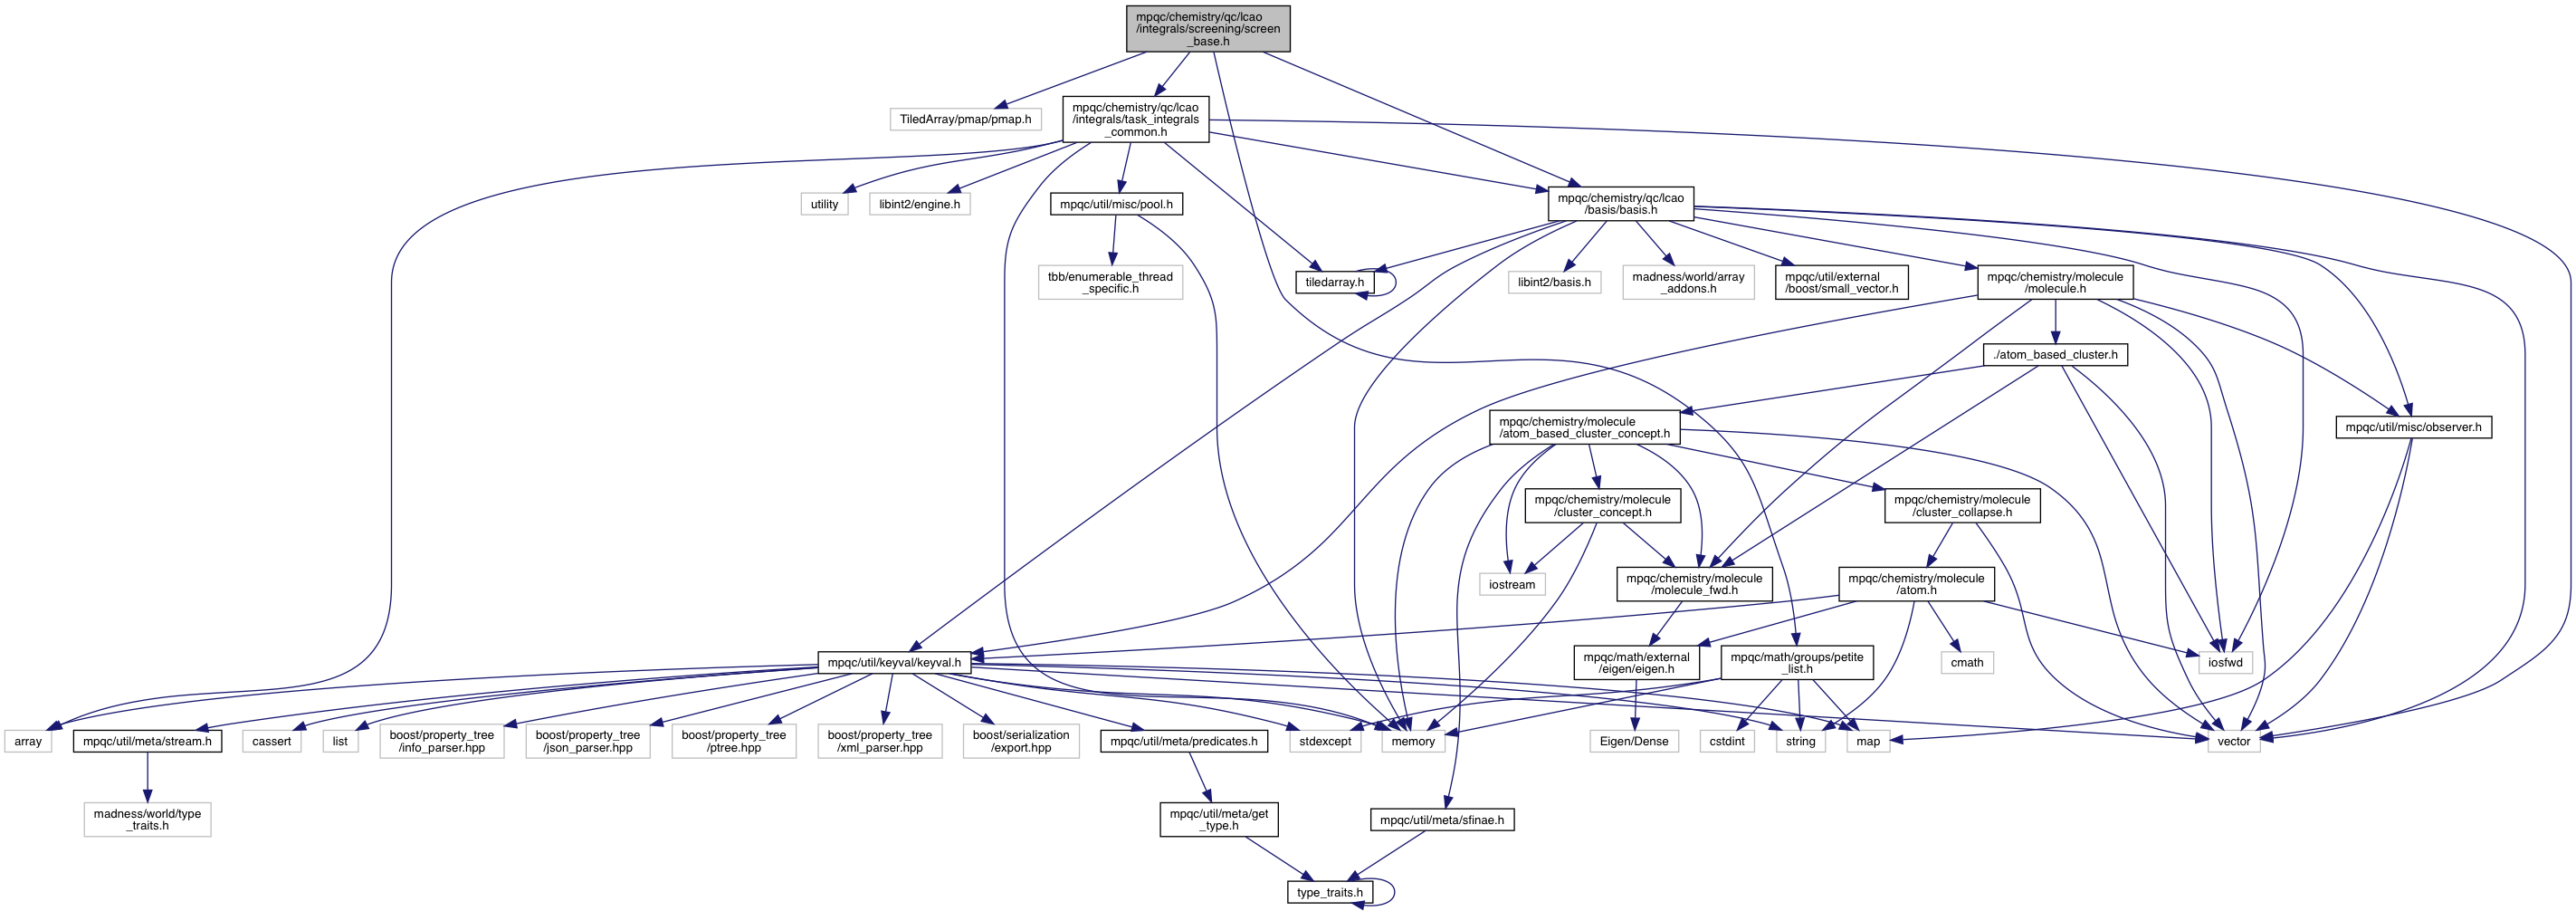 mpqc/chemistry/qc/lcao
/integrals/screening/screen
_base.h
TiledArray/pmap/pmap.h
mpqc/chemistry/qc/lcao
/integrals/task_integrals
_common.h
utility
libint2/engine.h
mpqc/util/misc/pool.h
mpqc/chemistry/qc/lcao
/basis/basis.h
tbb/enumerable_thread
_specific.h
tiledarray.h
libint2/basis.h
madness/world/array
_addons.h
mpqc/util/external
/boost/small_vector.h
mpqc/chemistry/molecule
/molecule.h
./atom_based_cluster.h
mpqc/chemistry/molecule
/atom_based_cluster_concept.h
mpqc/util/misc/observer.h
mpqc/chemistry/molecule
/cluster_concept.h
mpqc/chemistry/molecule
/cluster_collapse.h
iostream
mpqc/chemistry/molecule
/molecule_fwd.h
mpqc/chemistry/molecule
/atom.h
mpqc/util/keyval/keyval.h
mpqc/math/external
/eigen/eigen.h
mpqc/math/groups/petite
_list.h
cmath
iosfwd
array
mpqc/util/meta/stream.h
cassert
list
boost/property_tree
/info_parser.hpp
boost/property_tree
/json_parser.hpp
boost/property_tree
/ptree.hpp
boost/property_tree
/xml_parser.hpp
boost/serialization
/export.hpp
mpqc/util/meta/predicates.h
stdexcept
memory
Eigen/Dense
cstdint
string
map
vector
madness/world/type
_traits.h
mpqc/util/meta/get
_type.h
mpqc/util/meta/sfinae.h
type_traits.h